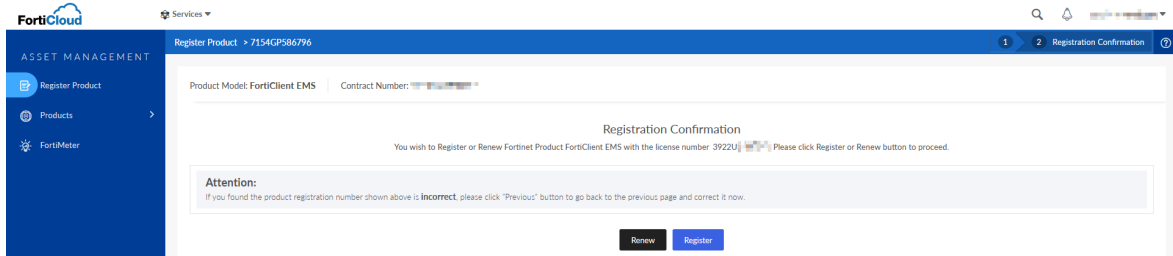 FortiCloud
Services
Register Product > 7154GP586796
1 2 Registration Confirmation
ASSET MANAGEMENT
Register Product
Products
FortiMeter
Product Model: FortiClient EMS Contract Number:
Registration Confirmation
You wish to Register or Renew Fortinet Product FortiClient EMS with the license number 3922U Please click Register or Renew button to proceed.
Attention:
If you found the product registration number shown above is incorrect, please click "Previous" button to go back to the previous page and correct it now.
Renew Register